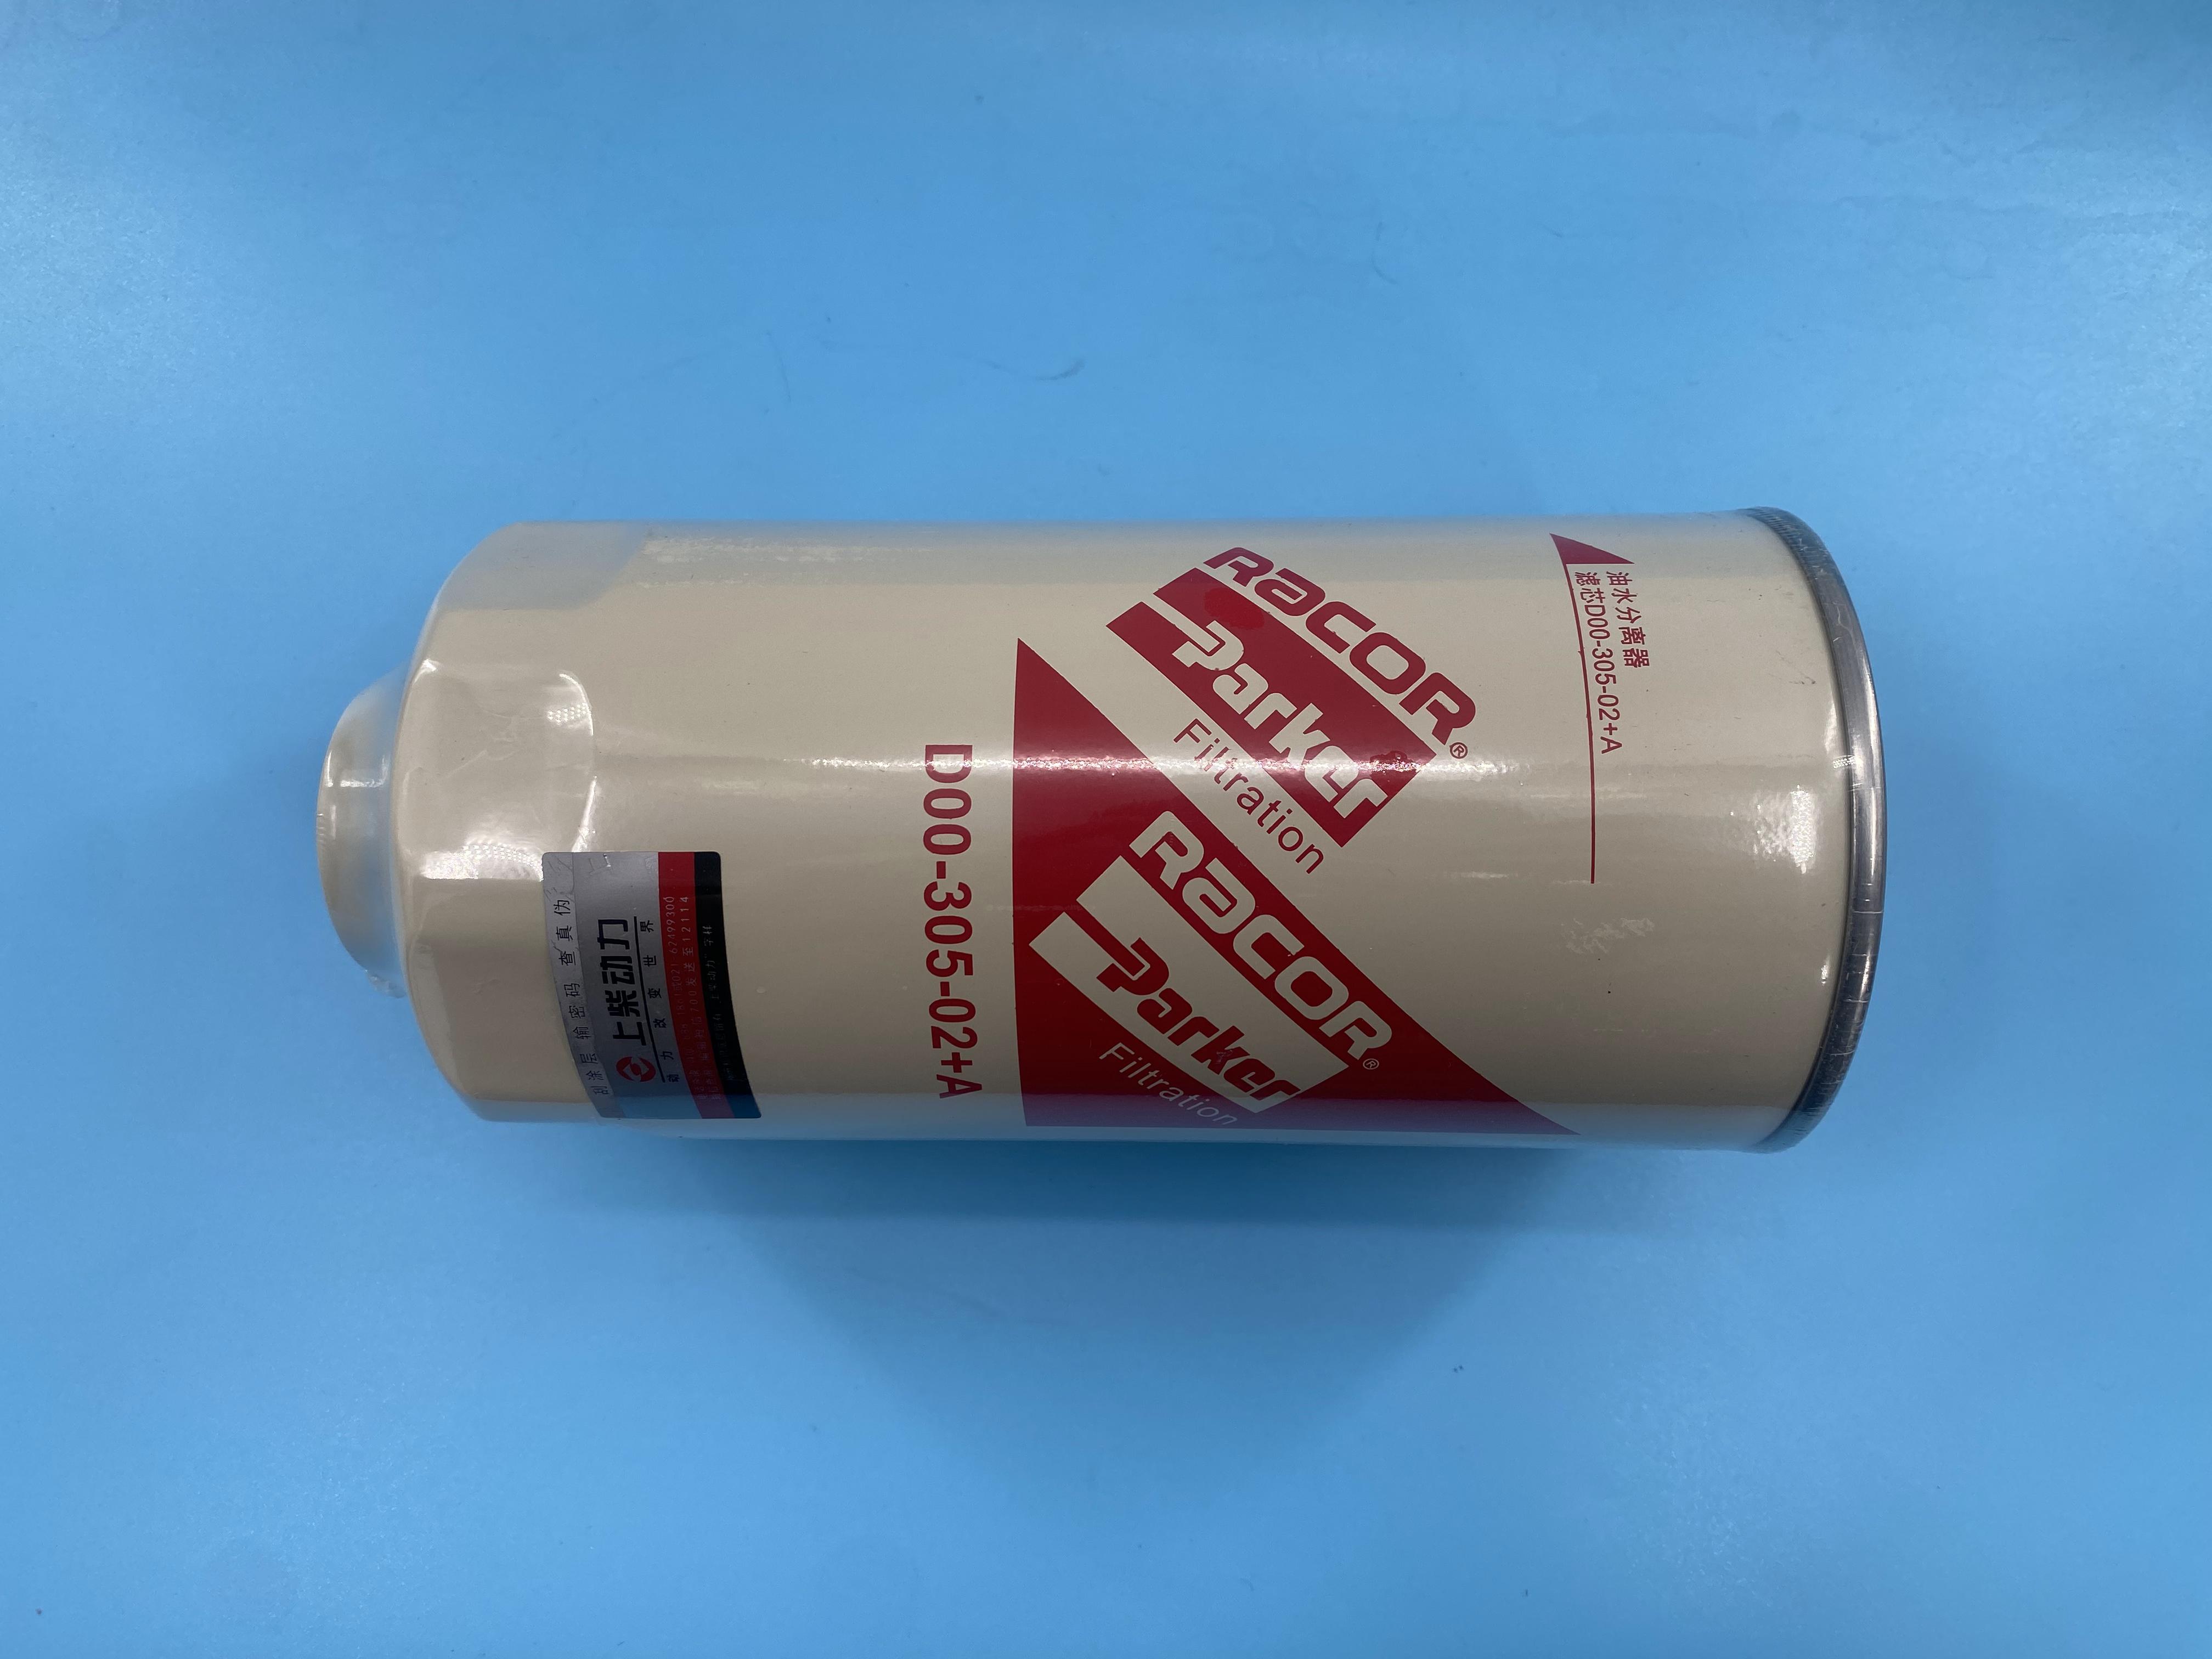 RACOR®
Parker
Filtration
RACOR®
Parker
Filtration
D00-305-02+A
油水分离器
滤芯D00-305-02+A
刮涂层 输密码 查真伪
上柴动力
动力 改变世界